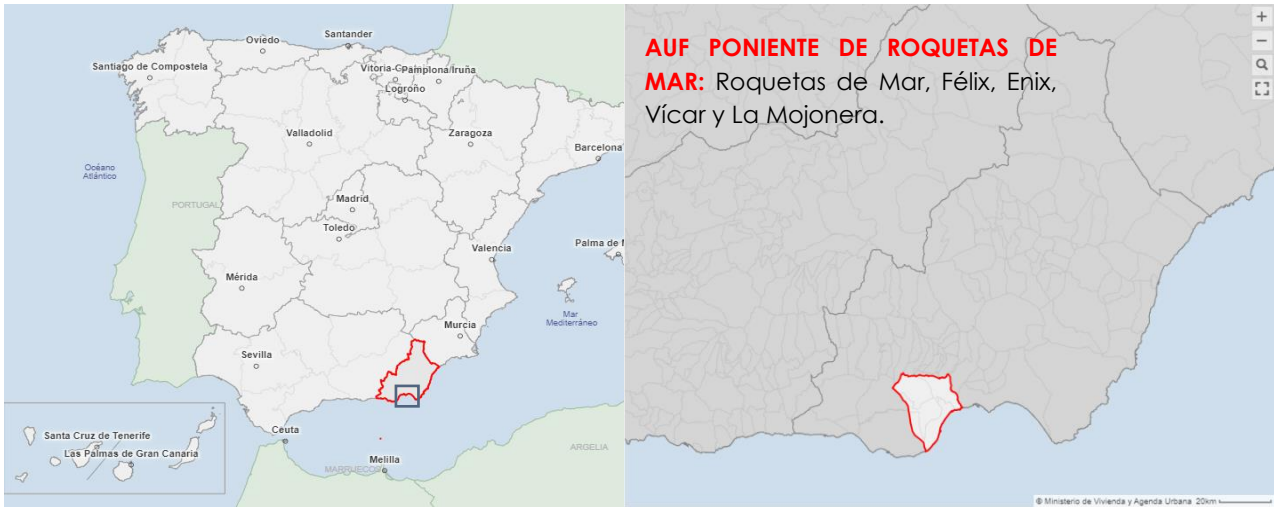 Santander
Oviedo
Santiago de Compostela
Vitoria-G
Pamplona/Iruña
Logroño
Valladolid
Zaragoza
Barcelona
Océano
Atlántico
PORTUGAL
Madrid
Toledo
Valencia
Palma de M
Mérida
Mar
Mediterráneo
Murcia
Sevilla
Ceuta
Santa Cruz de Tenerife
Las Palmas de Gran Canaria
Melilla
MARRUECOS
ARGELIA
AUF PONIENTE DE ROQUETAS DE
MAR: Roquetas de Mar, Félix, Enix,
Vícar y La Mojonera.
+
−
© Ministerio de Vivienda y Agenda Urbana 20km